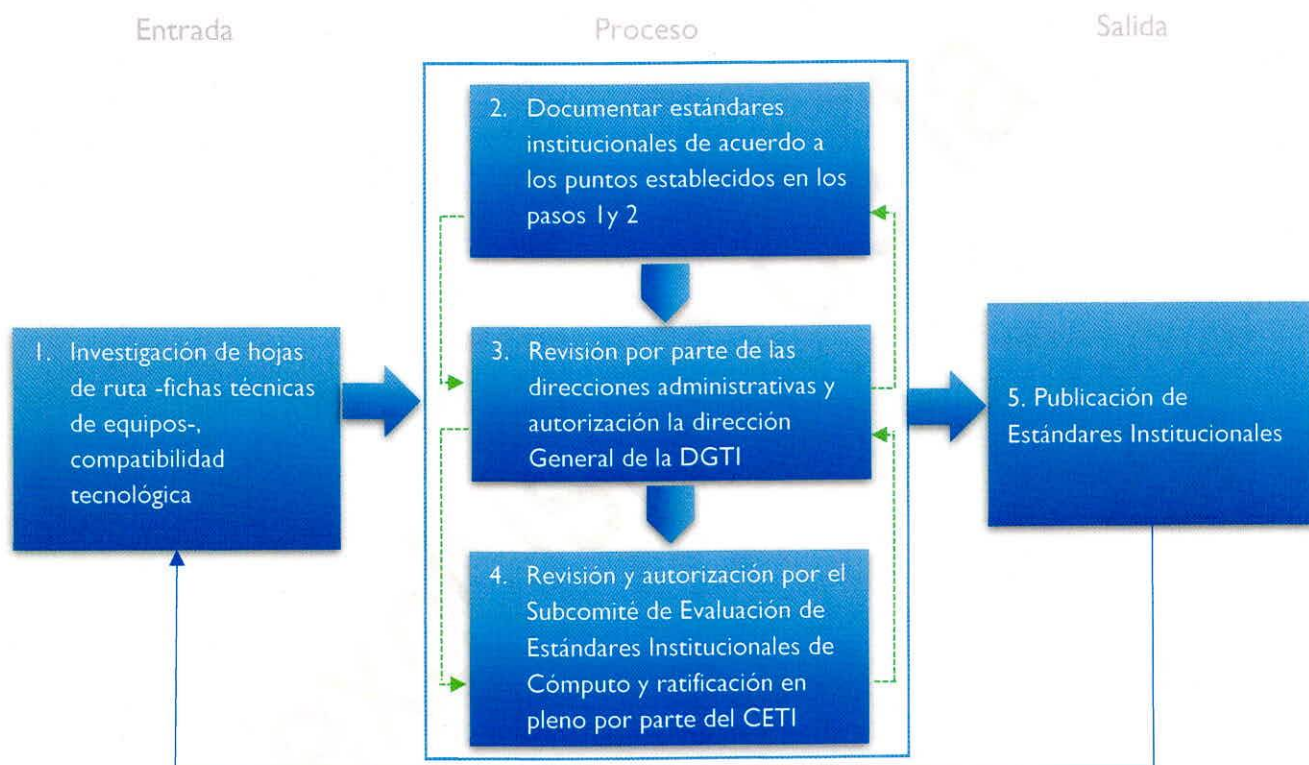 Entrada
Proceso
Salida
2. Documentar estándares
institucionales de acuerdo a
los puntos establecidos en los
pasos 1y 2
1. Investigación de hojas
de ruta -fichas técnicas
de equipos-,
compatibilidad
tecnológica
3. Revisión por parte de las
direcciones administrativas y
autorización la dirección
General de la DGTI
4. Revisión y autorización por el
Subcomité de Evaluación de
Estándares Institucionales de
Cómputo y ratificación en
pleno por parte del CETI
5. Publicación de
Estándares Institucionales